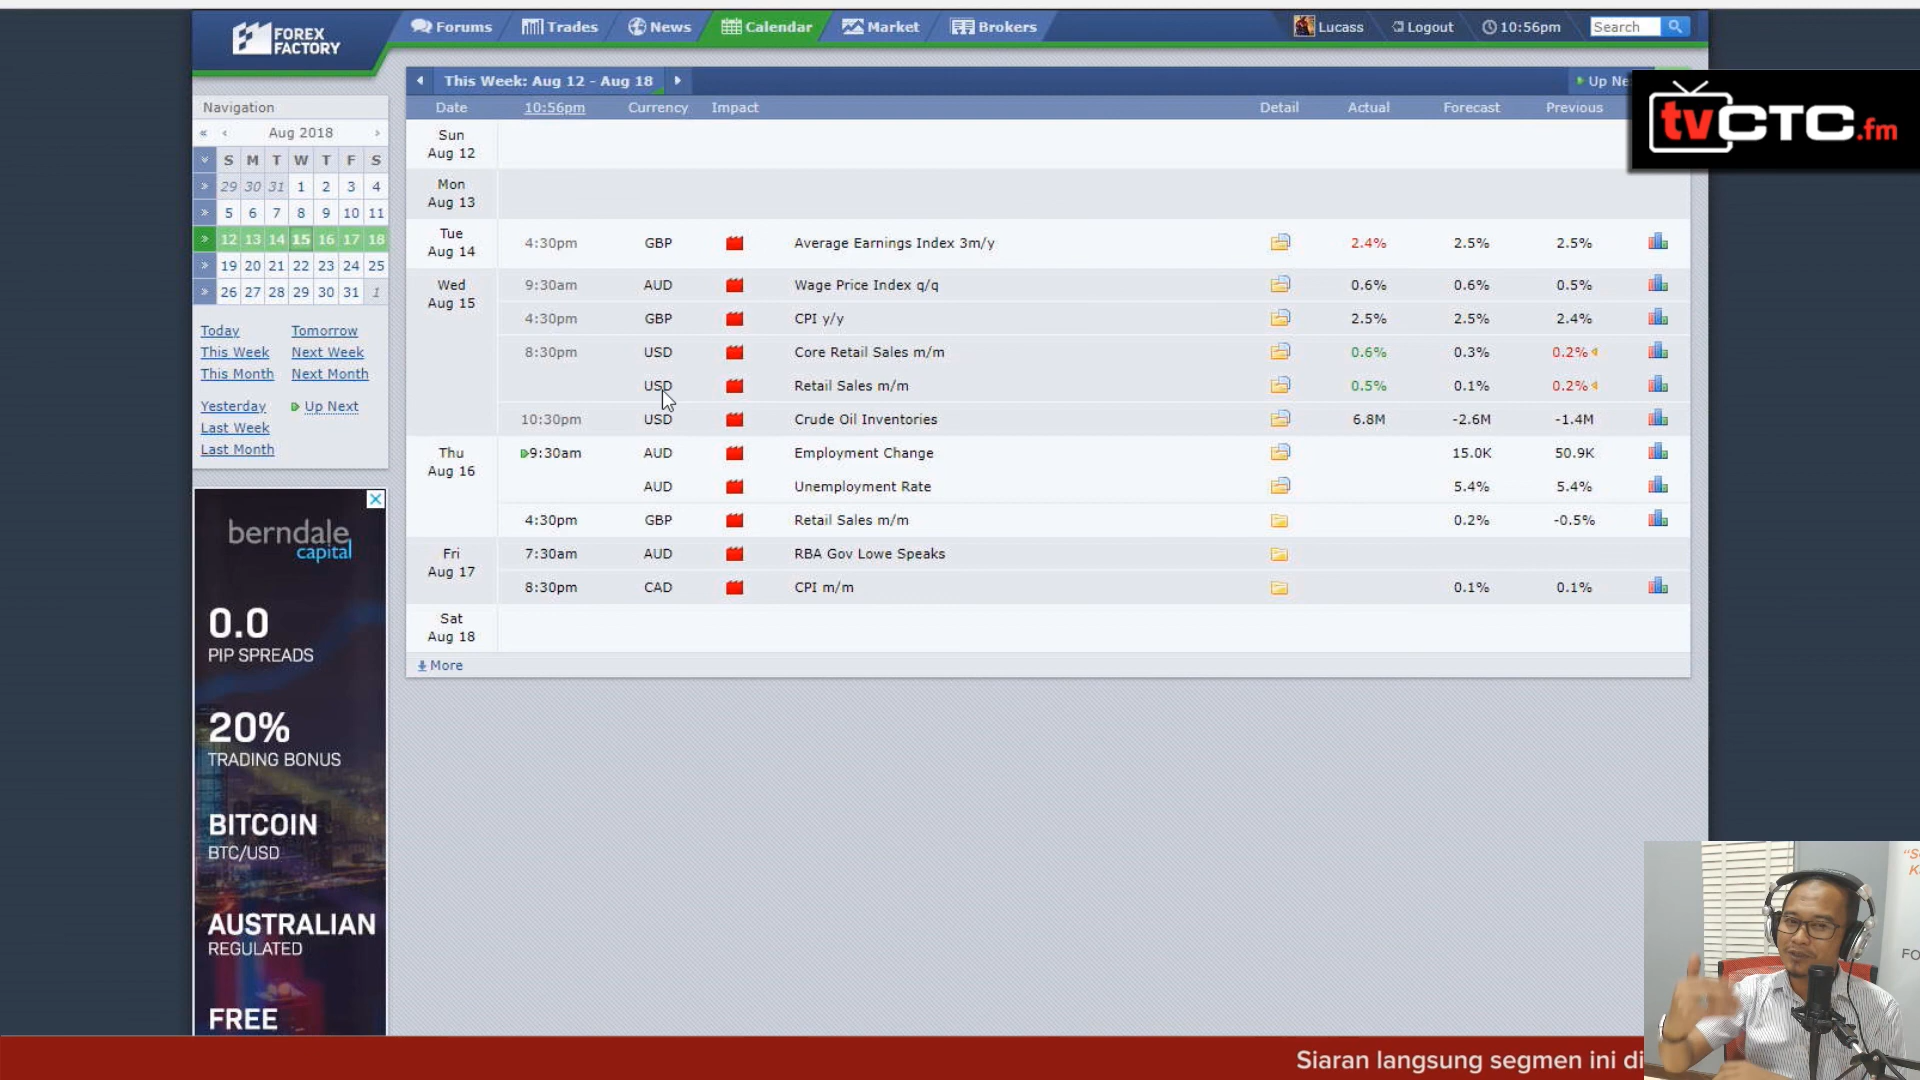 FOREX
FACTORY
Forums Trades News Calendar Market Brokers Lucass Logout 10:56pm Search
This Week: Aug 12 - Aug 18
Up Ne
tvCTC.fm
Navigation
« ‹ Aug 2018 ›
S M T W T F S
29 30 31 1 2 3 4
5 6 7 8 9 10 11
12 13 14 15 16 17 18
19 20 21 22 23 24 25
26 27 28 29 30 31 1
Today Tomorrow
This Week Next Week
This Month Next Month
Yesterday Up Next
Last Week
Last Month
berndale
capital
0.0
PIP SPREADS
20%
TRADING BONUS
BITCOIN
BTC/USD
AUSTRALIAN
REGULATED
FREE
Date 10:56pm Currency Impact Detail Actual Forecast Previous
Sun
Aug 12
Mon
Aug 13
Tue
Aug 14
4:30pm GBP Average Earnings Index 3m/y 2.4% 2.5% 2.5%
Wed
Aug 15
9:30am AUD Wage Price Index q/q 0.6% 0.6% 0.5%
4:30pm GBP CPI y/y 2.5% 2.5% 2.4%
8:30pm USD Core Retail Sales m/m 0.6% 0.3% 0.2%
USD Retail Sales m/m 0.5% 0.1% 0.2%
10:30pm USD Crude Oil Inventories 6.8M -2.6M -1.4M
Thu
Aug 16
9:30am AUD Employment Change 15.0K 50.9K
AUD Unemployment Rate 5.4% 5.4%
4:30pm GBP Retail Sales m/m 0.2% -0.5%
Fri
Aug 17
7:30am AUD RBA Gov Lowe Speaks
8:30pm CAD CPI m/m 0.1% 0.1%
Sat
Aug 18
More
"S
K
FO
Siaran langsung segmen ini di